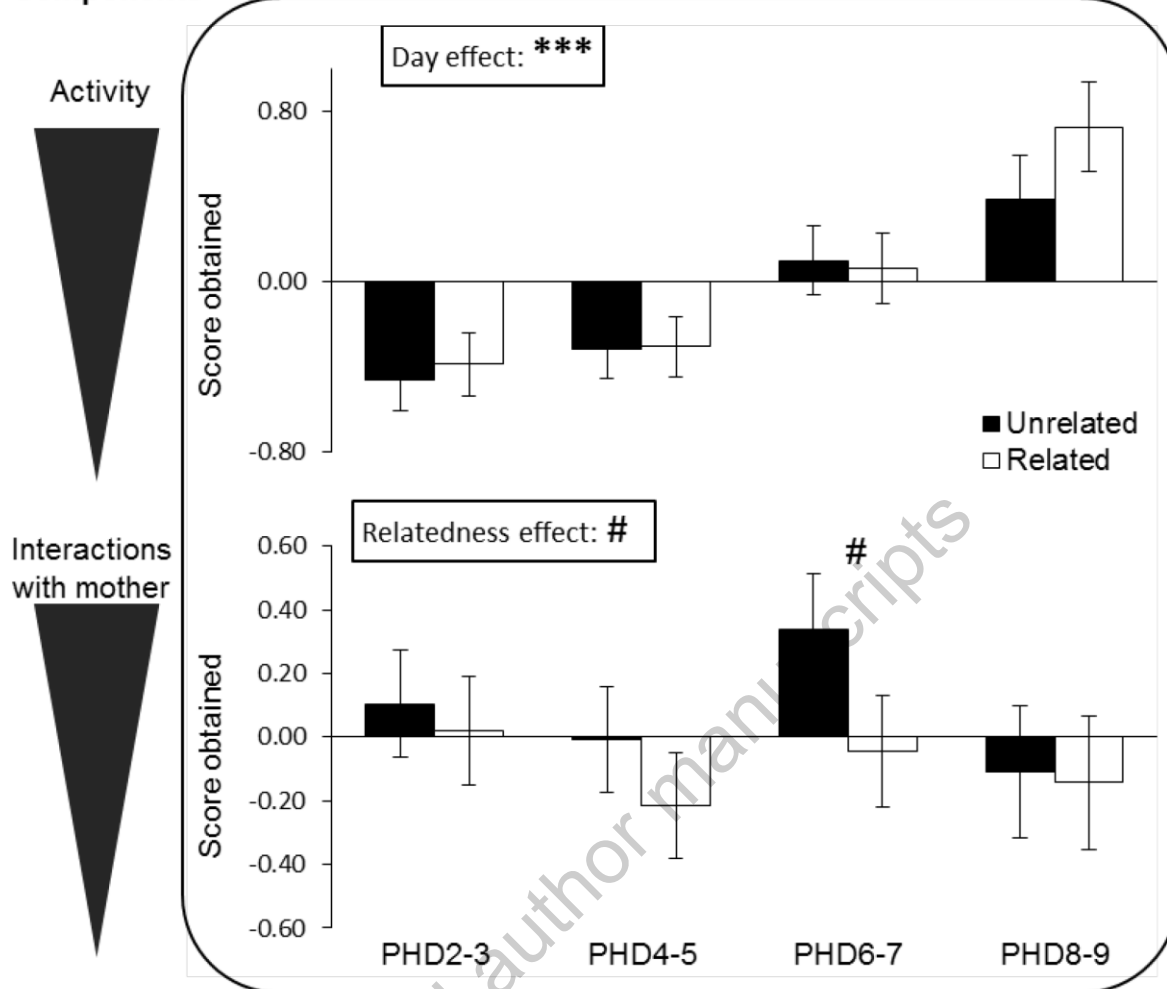 Day effect: ***
Activity
0.80
0.00
-0.80
Score obtained
Unrelated
Related
Relatedness effect: #
Interactions
with mother
#
0.60
0.40
0.20
0.00
-0.20
-0.40
-0.60
Score obtained
PHD2-3 PHD4-5 PHD6-7 PHD8-9
author manuscripts